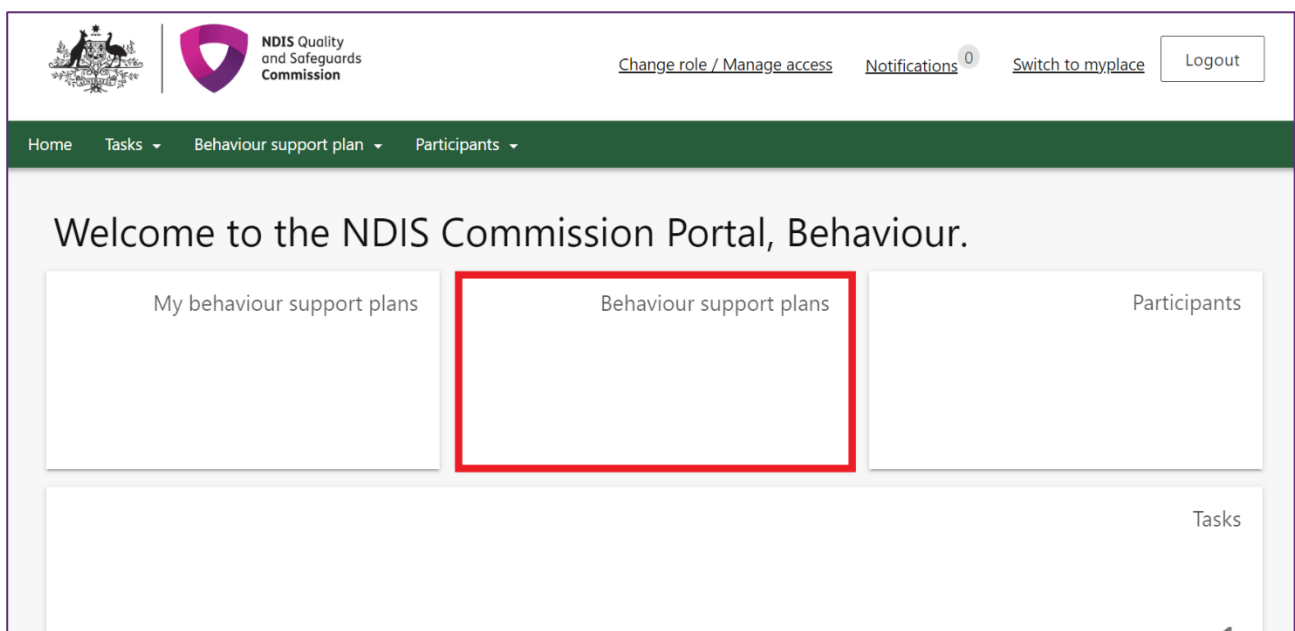 NDIS Quality
and Safeguards
Commission
Change role / Manage access Notifications 0 Switch to myplace Logout
Home Tasks Behaviour support plan Participants
Welcome to the NDIS Commission Portal, Behaviour.
My behaviour support plans Behaviour support plans Participants
Tasks